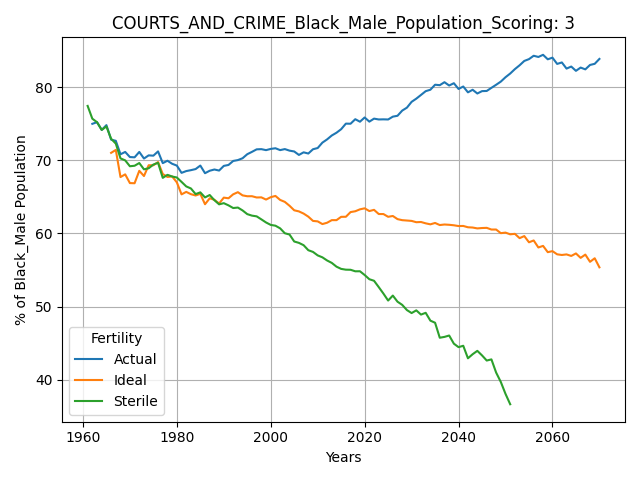 COURTS_AND_CRIME_Black_Male_Population_Scoring: 3
% of Black_Male Population
80
70
60
50
40
Fertility
Actual
Ideal
Sterile
1960 1980 2000 2020 2040 2060
Years